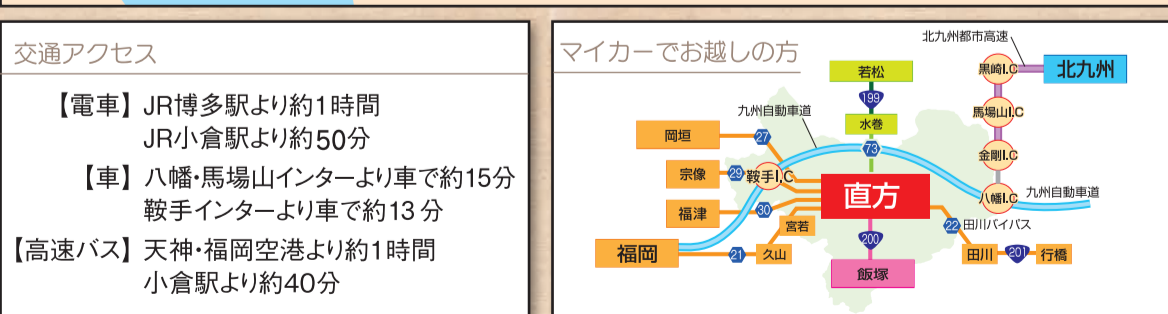 交通アクセス
【電車】 JR博多駅より約1時間
JR小倉駅より約50分
【車】 八幡・馬場山インターより車で約15分
鞍手インターより車で約13分
【高速バス】 天神・福岡空港より約1時間
小倉駅より約40分
マイカーでお越しの方
北九州都市高速
黒崎I.C
北九州
若松
199
馬場山I.C
九州自動車道
水巻
岡垣
27
73
金剛I.C
宗像
29
鞍手I.C
直方
八幡I.C
九州自動車道
福津
30
宮若
22
田川バイパス
福岡
21
久山
200
田川
201
行橋
飯塚